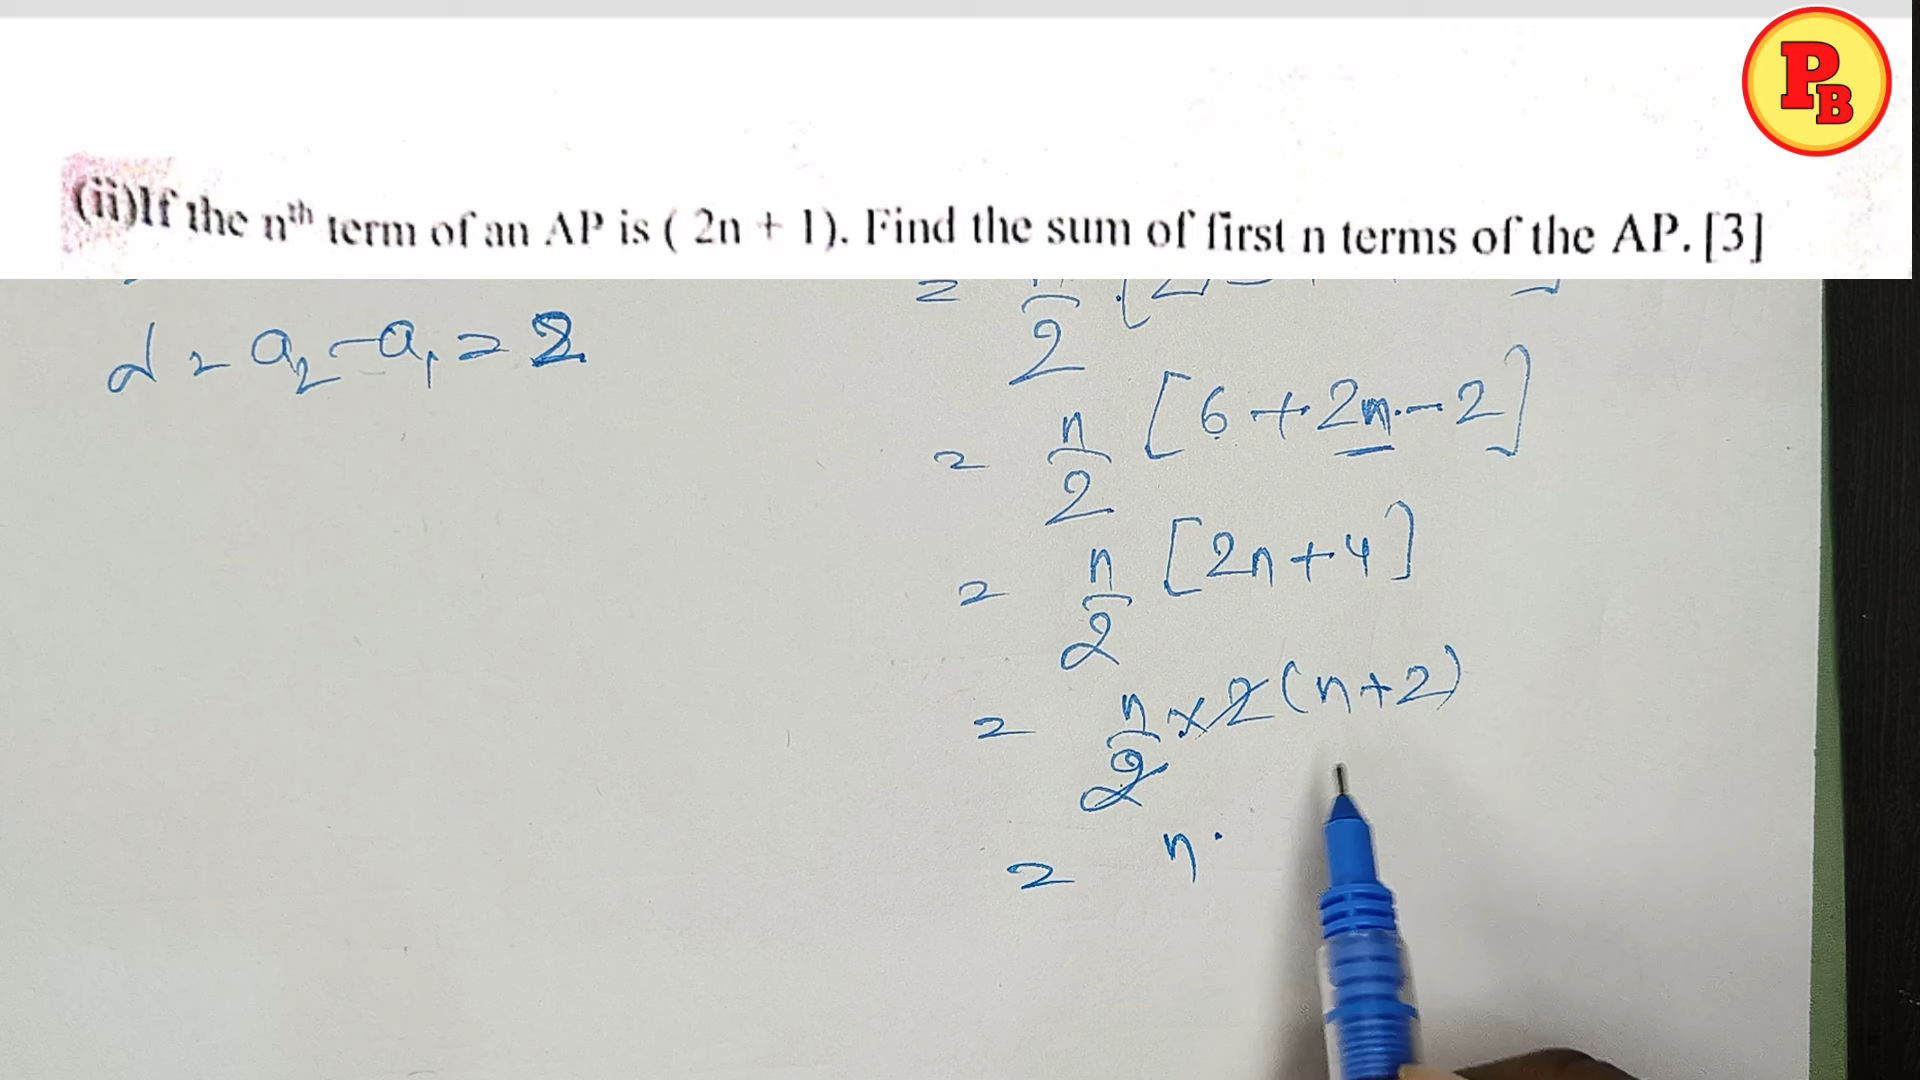 PB
(ii)If the nth term of an AP is ( 2n + 1). Find the sum of first n terms of the AP. [3]
d = a₂ - a₁ = 2
= n/2 [6 + 2n - 2]
= n/2 [2n + 4]
= n/2 × 2 (n + 2)
= n.